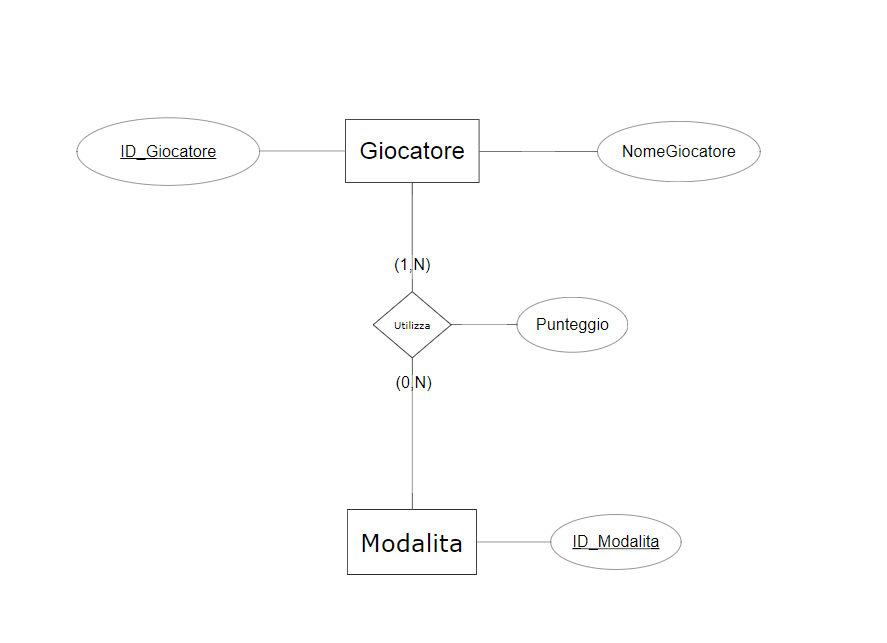 ID_Giocatore
Giocatore
NomeGiocatore
(1,N)
Utilizza
Punteggio
(0,N)
Modalita
ID_Modalita